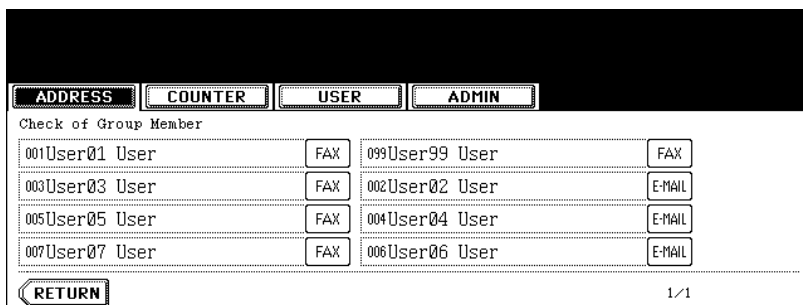 ADDRESS COUNTER USER ADMIN
Check of Group Member
001User01 User FAX 099User99 User FAX
003User03 User FAX 002User02 User E-MAIL
005User05 User FAX 004User04 User E-MAIL
007User07 User FAX 006User06 User E-MAIL
RETURN 1/1